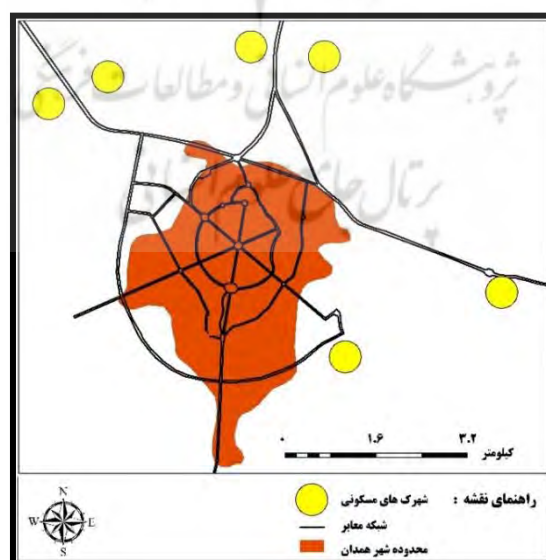 پژوهشگاه علوم انسانی و مطالعات فرهنگی
پرتال جامع علوم انسانی
۰ ۱.۶ ۳.۲
کیلومتر
راهنمای نقشه :
شهرک های مسکونی
شبکه معابر
محدوده شهر همدان
N
W E
S